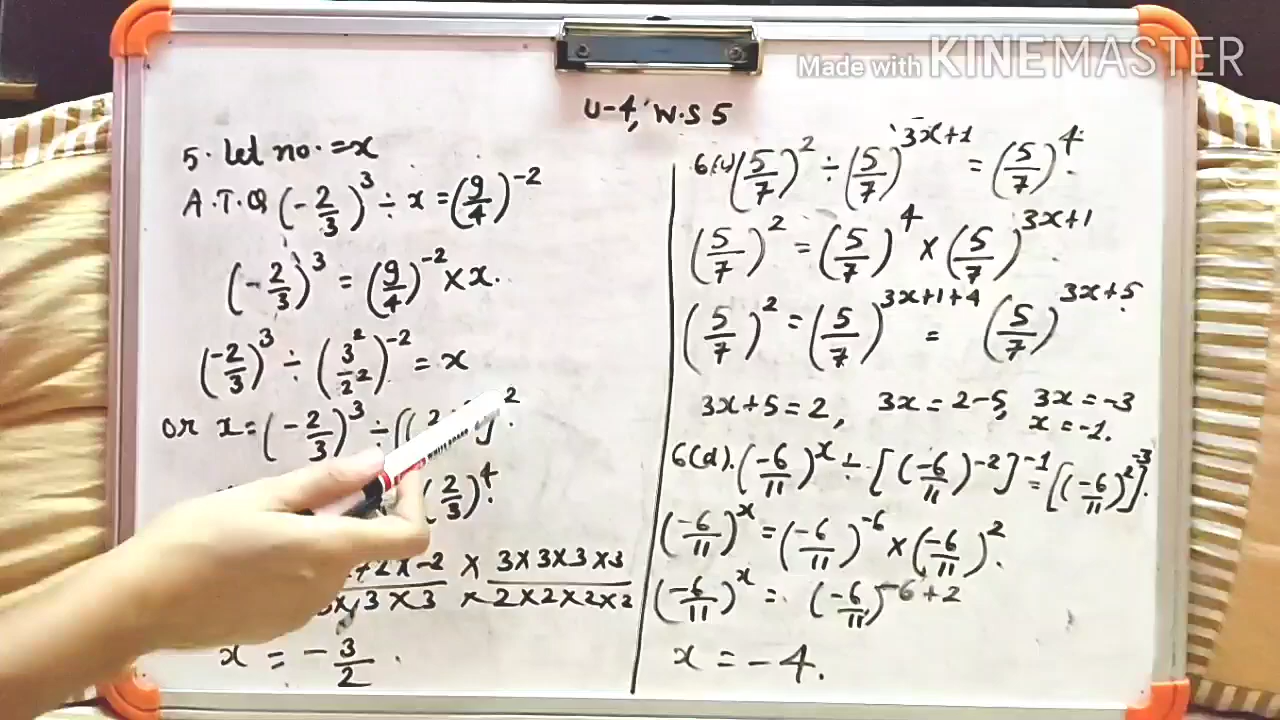 Made with KINEMASTER
U-4, W.S 5
5. Let no. = x
A.T.Q (-2/3)^3 ÷ x = (9/4)^-2
(-2/3)^3 = (9/4)^-2 × x.
(-2/3)^3 ÷ (3^2/2^2)^-2 = x
or x = (-2/3)^3 ÷
(2/3)^4.
× 3×3×3×3
3×3 × 2×2×2×2
x = -3/2.
(5/7)^2 ÷ (5/7)^3x+1 = (5/7)^4.
(5/7)^2 = (5/7)^4 × (5/7)^3x+1.
(5/7)^2 = (5/7)^3x+1+4 = (5/7)^3x+5.
3x+5=2, 3x=2-5, 3x=-3
x=-1.
6(d). (-6/11)^x ÷ [(-6/11)^-2]^-1 = [(-6/11)^2]^-3.
(-6/11)^x = (-6/11)^-6 × (-6/11)^2.
(-6/11)^x = (-6/11)^-6+2
x = -4.